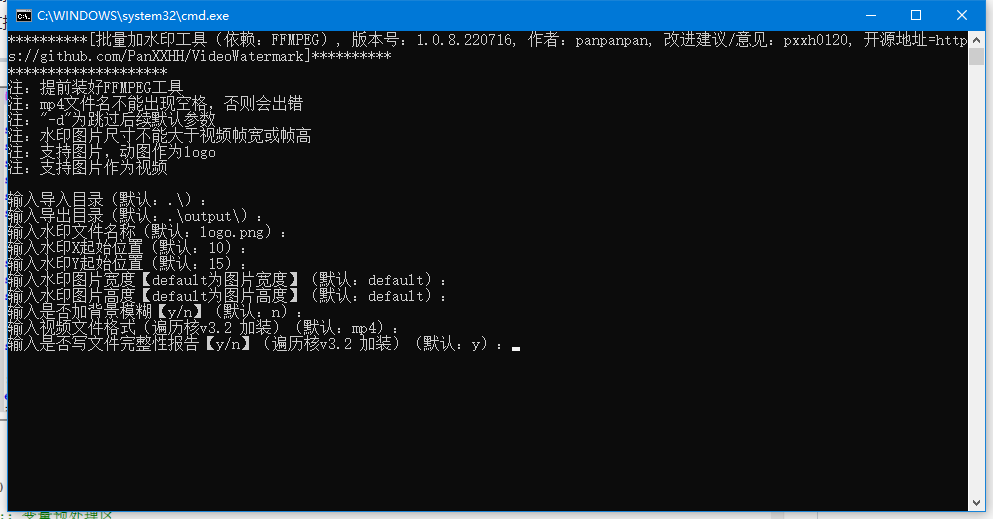 C:\WINDOWS\system32\cmd.exe
**********[批量加水印工具（依赖：FFMPEG），版本号：1.0.8.220716，作者：panpanpan，改进建议/意见：pxxh0120，开源地址=http
s://github.com/PanXXHH/VideoWatermark]**********
********************
注：提前装好FFMPEG工具
注：mp4文件名不能出现空格，否则会出错
注："-d"为跳过后续默认参数
注：水印图片尺寸不能大于视频帧宽或帧高
注：支持图片，动图作为logo
注：支持图片作为视频
输入导入目录（默认：.\）：
输入导出目录（默认：.\output\）：
输入水印文件名称（默认：logo.png）：
输入水印X起始位置（默认：10）：
输入水印Y起始位置（默认：15）：
输入水印图片宽度【default为图片宽度】（默认：default）：
输入水印图片高度【default为图片高度】（默认：default）：
输入是否加背景模糊【y/n】（默认：n）：
输入视频文件格式（遍历核v3.2 加装）（默认：mp4）：
输入是否写文件完整性报告【y/n】（遍历核v3.2 加装）（默认：y）：
:: 变量预处理区